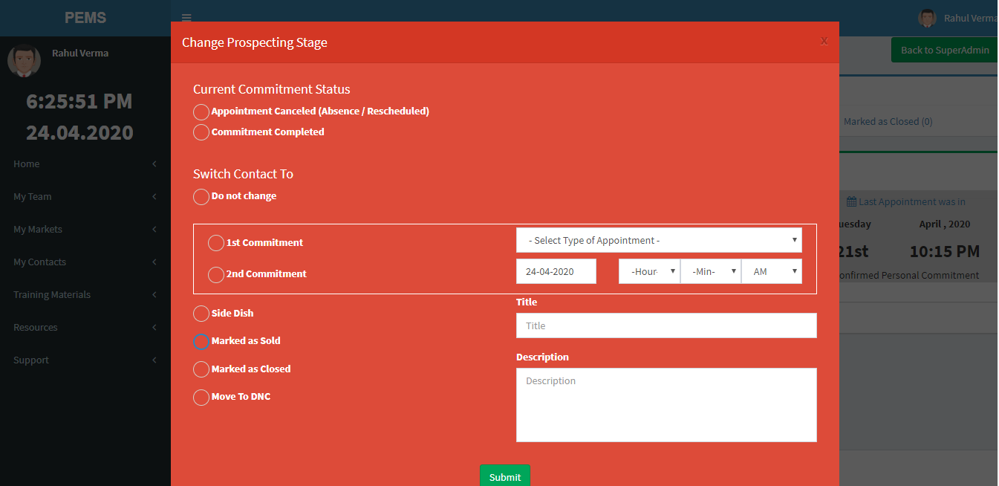 PEMS
Rahul Verma
Back to SuperAdmin
Rahul Verma
6:25:51 PM
24.04.2020
Home
My Team
My Markets
My Contacts
Training Materials
Resources
Support
Change Prospecting Stage
X
Current Commitment Status
Appointment Canceled (Absence / Rescheduled)
Commitment Completed
Switch Contact To
Do not change
1st Commitment
- Select Type of Appointment -
2nd Commitment
24-04-2020
-Hour-
-Min-
AM
Side Dish
Marked as Sold
Marked as Closed
Move To DNC
Title
Title
Description
Description
Submit
Marked as Closed (0)
Last Appointment was in
uesday April , 2020
21st 10:15 PM
onfirmed Personal Commitment